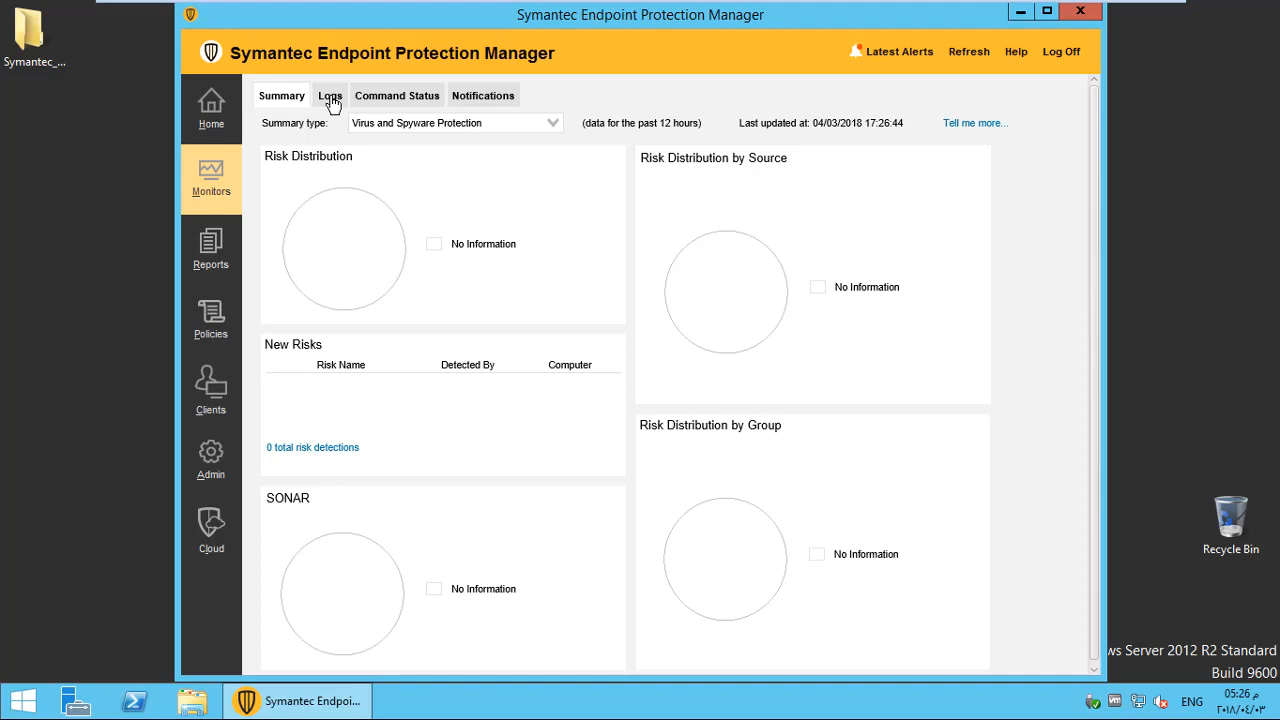 Symantec_...
Symantec Endpoint Protection Manager
Symantec Endpoint Protection Manager
Latest Alerts
Refresh
Help
Log Off
Home
Monitors
Reports
Policies
Clients
Admin
Cloud
Summary
Logs
Command Status
Notifications
Summary type:
Virus and Spyware Protection
(data for the past 12 hours)
Last updated at: 04/03/2018 17:26:44
Tell me more...
Risk Distribution
No Information
Risk Distribution by Source
No Information
New Risks
Risk Name
Detected By
Computer
0 total risk detections
Risk Distribution by Group
No Information
SONAR
No Information
Recycle Bin
ws Server 2012 R2 Standard
Build 9600
Symantec Endpoi...
ENG
05:26 م
٢٠١٨/٠٤/٠٣